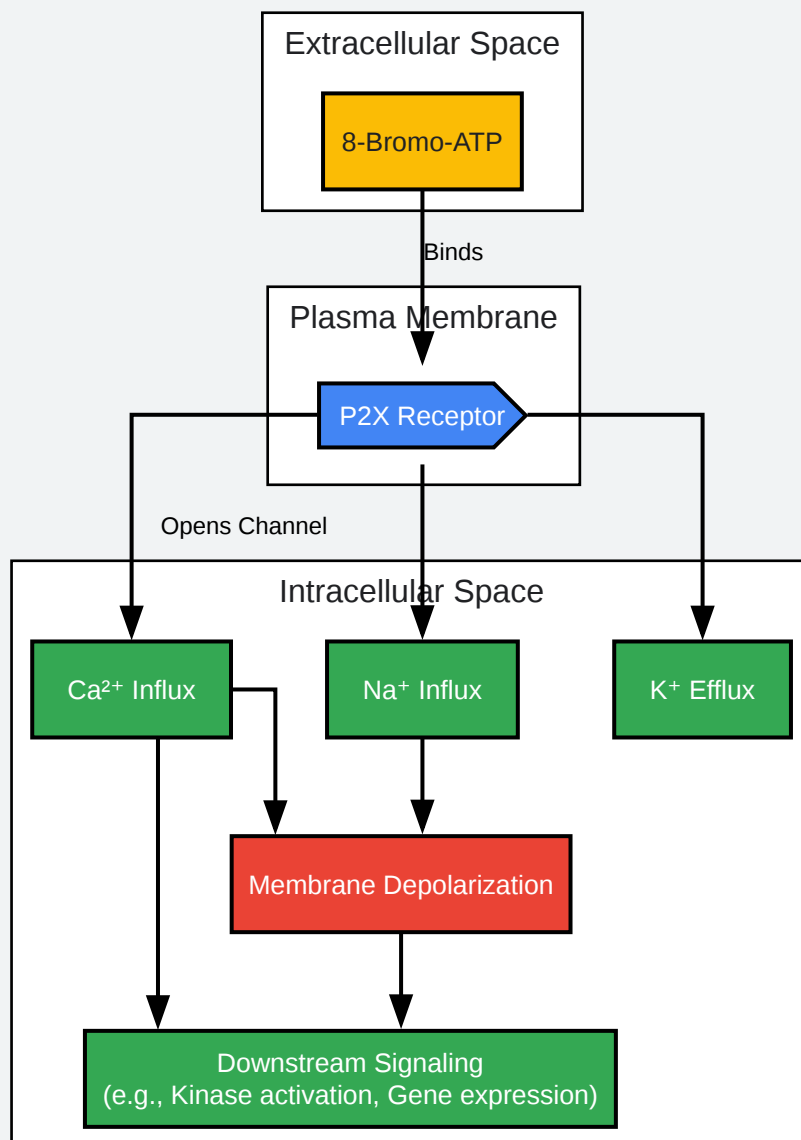 Extracellular Space
8-Bromo-ATP
Binds
Plasma Membrane
P2X Receptor
Opens Channel
Intracellular Space
Ca²⁺ Influx
Na⁺ Influx
K⁺ Efflux
Membrane Depolarization
Downstream Signaling
(e.g., Kinase activation, Gene expression)